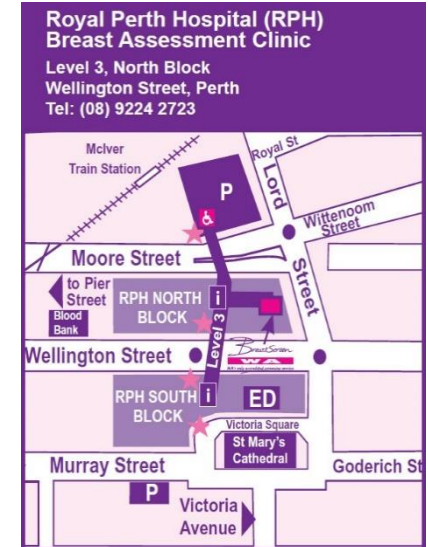 Royal Perth Hospital (RPH)
Breast Assessment Clinic
Level 3, North Block
Wellington Street, Perth
Tel: (08) 9224 2723
McIver
Train Station
Royal St
P
Lord
Street
Wittenoom
Street
Moore Street
to Pier
Street
Blood
Bank
RPH NORTH
BLOCK
i
Level 3
Wellington Street
BreastScreen
WA
RPH SOUTH
BLOCK
i
ED
Victoria Square
St Mary's
Cathedral
Murray Street
Goderich St
P
Victoria
Avenue